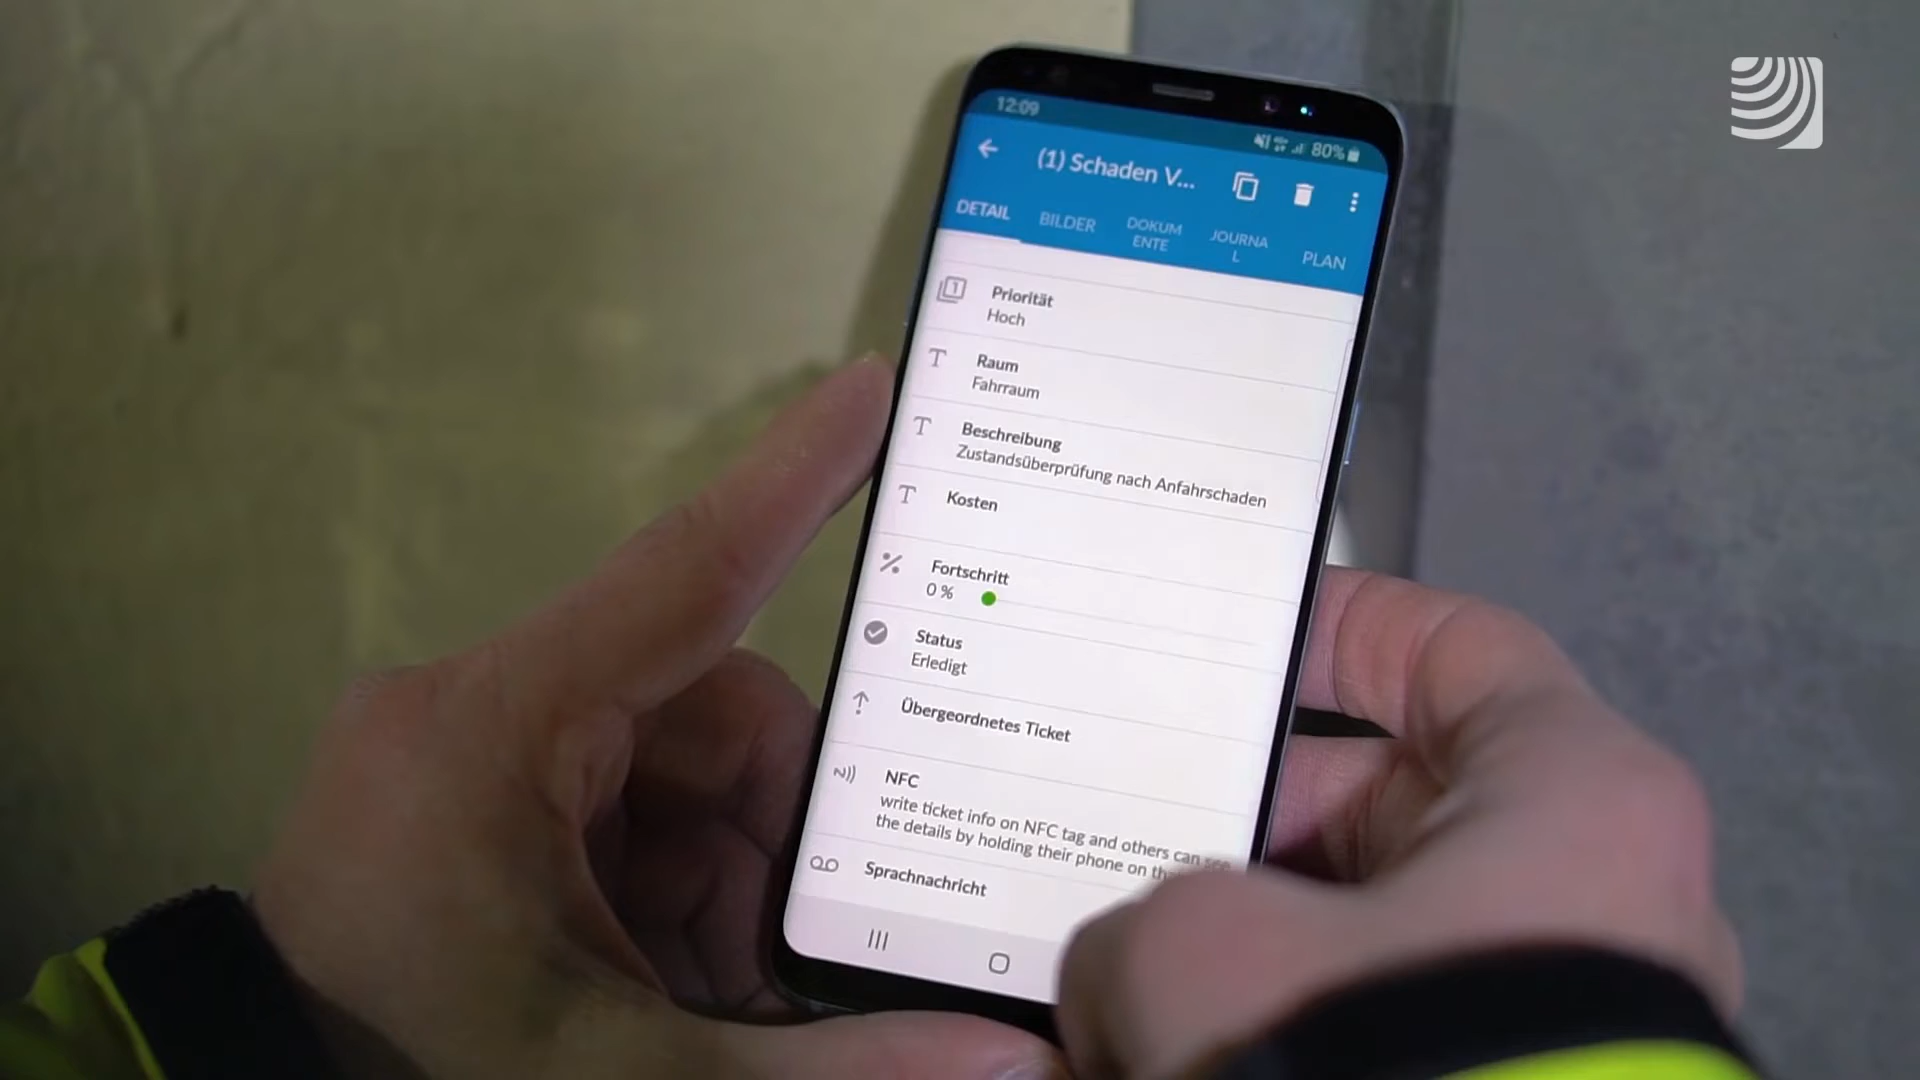 12:09
80%
(1) Schaden V...
DETAIL
BILDER
DOKUM
ENTE
JOURNA
L
PLAN
Priorität
Hoch
Raum
Fahrraum
Beschreibung
Zustandsüberprüfung nach Anfahrschaden
Kosten
Fortschritt
0 %
Status
Erledigt
Übergeordnetes Ticket
NFC
write ticket info on NFC tag and others can see
the details by holding their phone on
Sprachnachricht